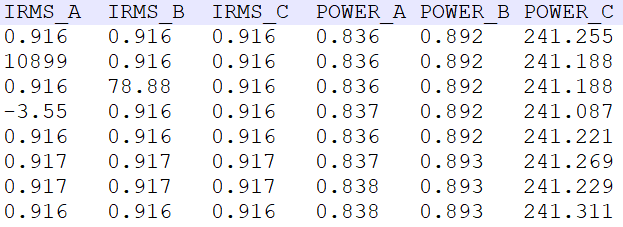 IRMS_A IRMS_B IRMS_C POWER_A POWER_B POWER_C
0.916 0.916 0.916 0.836 0.892 241.255
10899 0.916 0.916 0.836 0.892 241.188
0.916 78.88 0.916 0.836 0.892 241.188
-3.55 0.916 0.916 0.837 0.892 241.087
0.916 0.916 0.916 0.836 0.892 241.221
0.917 0.917 0.917 0.837 0.893 241.269
0.917 0.917 0.917 0.838 0.893 241.229
0.916 0.916 0.916 0.838 0.893 241.311